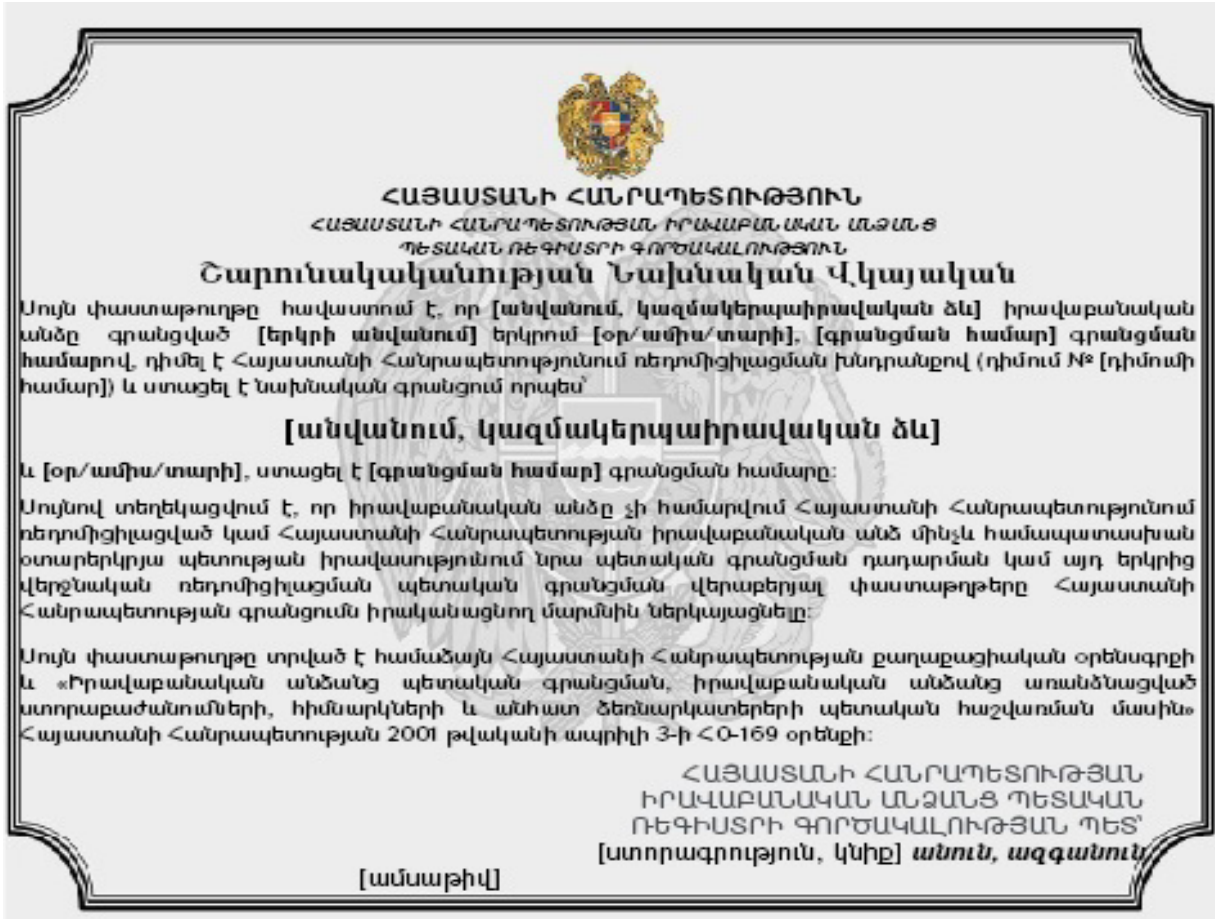 ՀԱՅԱՍՏԱՆԻ ՀԱՆՐԱՊԵՏՈՒԹՅՈՒՆ
ՀԱՅԱՍՏԱՆԻ ՀԱՆՐԱՊԵՏՈՒԹՅԱՆ ԻՐԱՎԱԲԱՆԱԿԱՆ ԱՆՁԱՆՑ
ՊԵՏԱԿԱՆ ՌԵԳԻՍՏՐԻ ԳՈՐԾԱԿԱԼՈՒԹՅՈՒՆ
Շարունակականության Նախնական Վկայական
Սույն փաստաթուղթը հավաստում է, որ [անվանում, կազմակերպաիրավական ձև] իրավաբանական
անձը գրանցված [երկրի անվանում] երկրում [օր/ամիս/տարի], [գրանցման համար] գրանցման
համարով, դիմել է Հայաստանի Հանրապետությունում ռեդոմիցիլացման խնդրանքով (դիմում № [դիմումի
համար]) և ստացել է նախնական գրանցում որպես՝
[անվանում, կազմակերպաիրավական ձև]
և [օր/ամիս/տարի], ստացել է [գրանցման համար] գրանցման համարը:
Սույնով տեղեկացվում է, որ իրավաբանական անձը չի համարվում Հայաստանի Հանրապետությունում
ռեդոմիցիլացված կամ Հայաստանի Հանրապետության իրավաբանական անձ մինչև համապատասխան
օտարերկրյա պետության իրավասությունում նրա պետական գրանցման դադարման կամ այդ երկրից
վերջնական ռեդոմիցիլացման պետական գրանցման վերաբերյալ փաստաթղթերը Հայաստանի
Հանրապետության գրանցումն իրականացնող մարմնին ներկայացնելը:
Սույն փաստաթուղթը տրված է համաձայն Հայաստանի Հանրապետության քաղաքացիական օրենսգրքի
և «Իրավաբանական անձանց պետական գրանցման, իրավաբանական անձանց առանձնացված
ստորաբաժանումների, հիմնարկների և անհատ ձեռնարկատերերի պետական հաշվառման մասին»
Հայաստանի Հանրապետության 2001 թվականի ապրիլի 3-ի ՀՕ-169 օրենքի:
ՀԱՅԱՍՏԱՆԻ ՀԱՆՐԱՊԵՏՈՒԹՅԱՆ
ԻՐԱՎԱԲԱՆԱԿԱՆ ԱՆՁԱՆՑ ՊԵՏԱԿԱՆ
ՌԵԳԻՍՏՐԻ ԳՈՐԾԱԿԱԼՈՒԹՅԱՆ ՊԵՏ՝
[ստորագրություն, կնիք] անուն, ազգանուն
[ամսաթիվ]